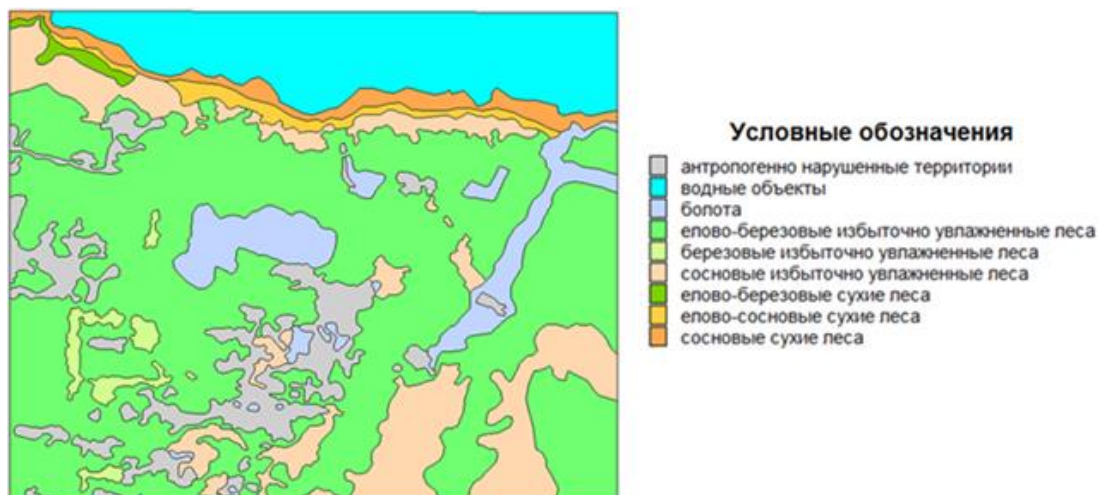 Условные обозначения
антропогенно нарушенные территории
водные объекты
болота
елово-березовые избыточно увлажненные леса
березовые избыточно увлажненные леса
сосновые избыточно увлажненные леса
елово-березовые сухие леса
елово-сосновые сухие леса
сосновые сухие леса